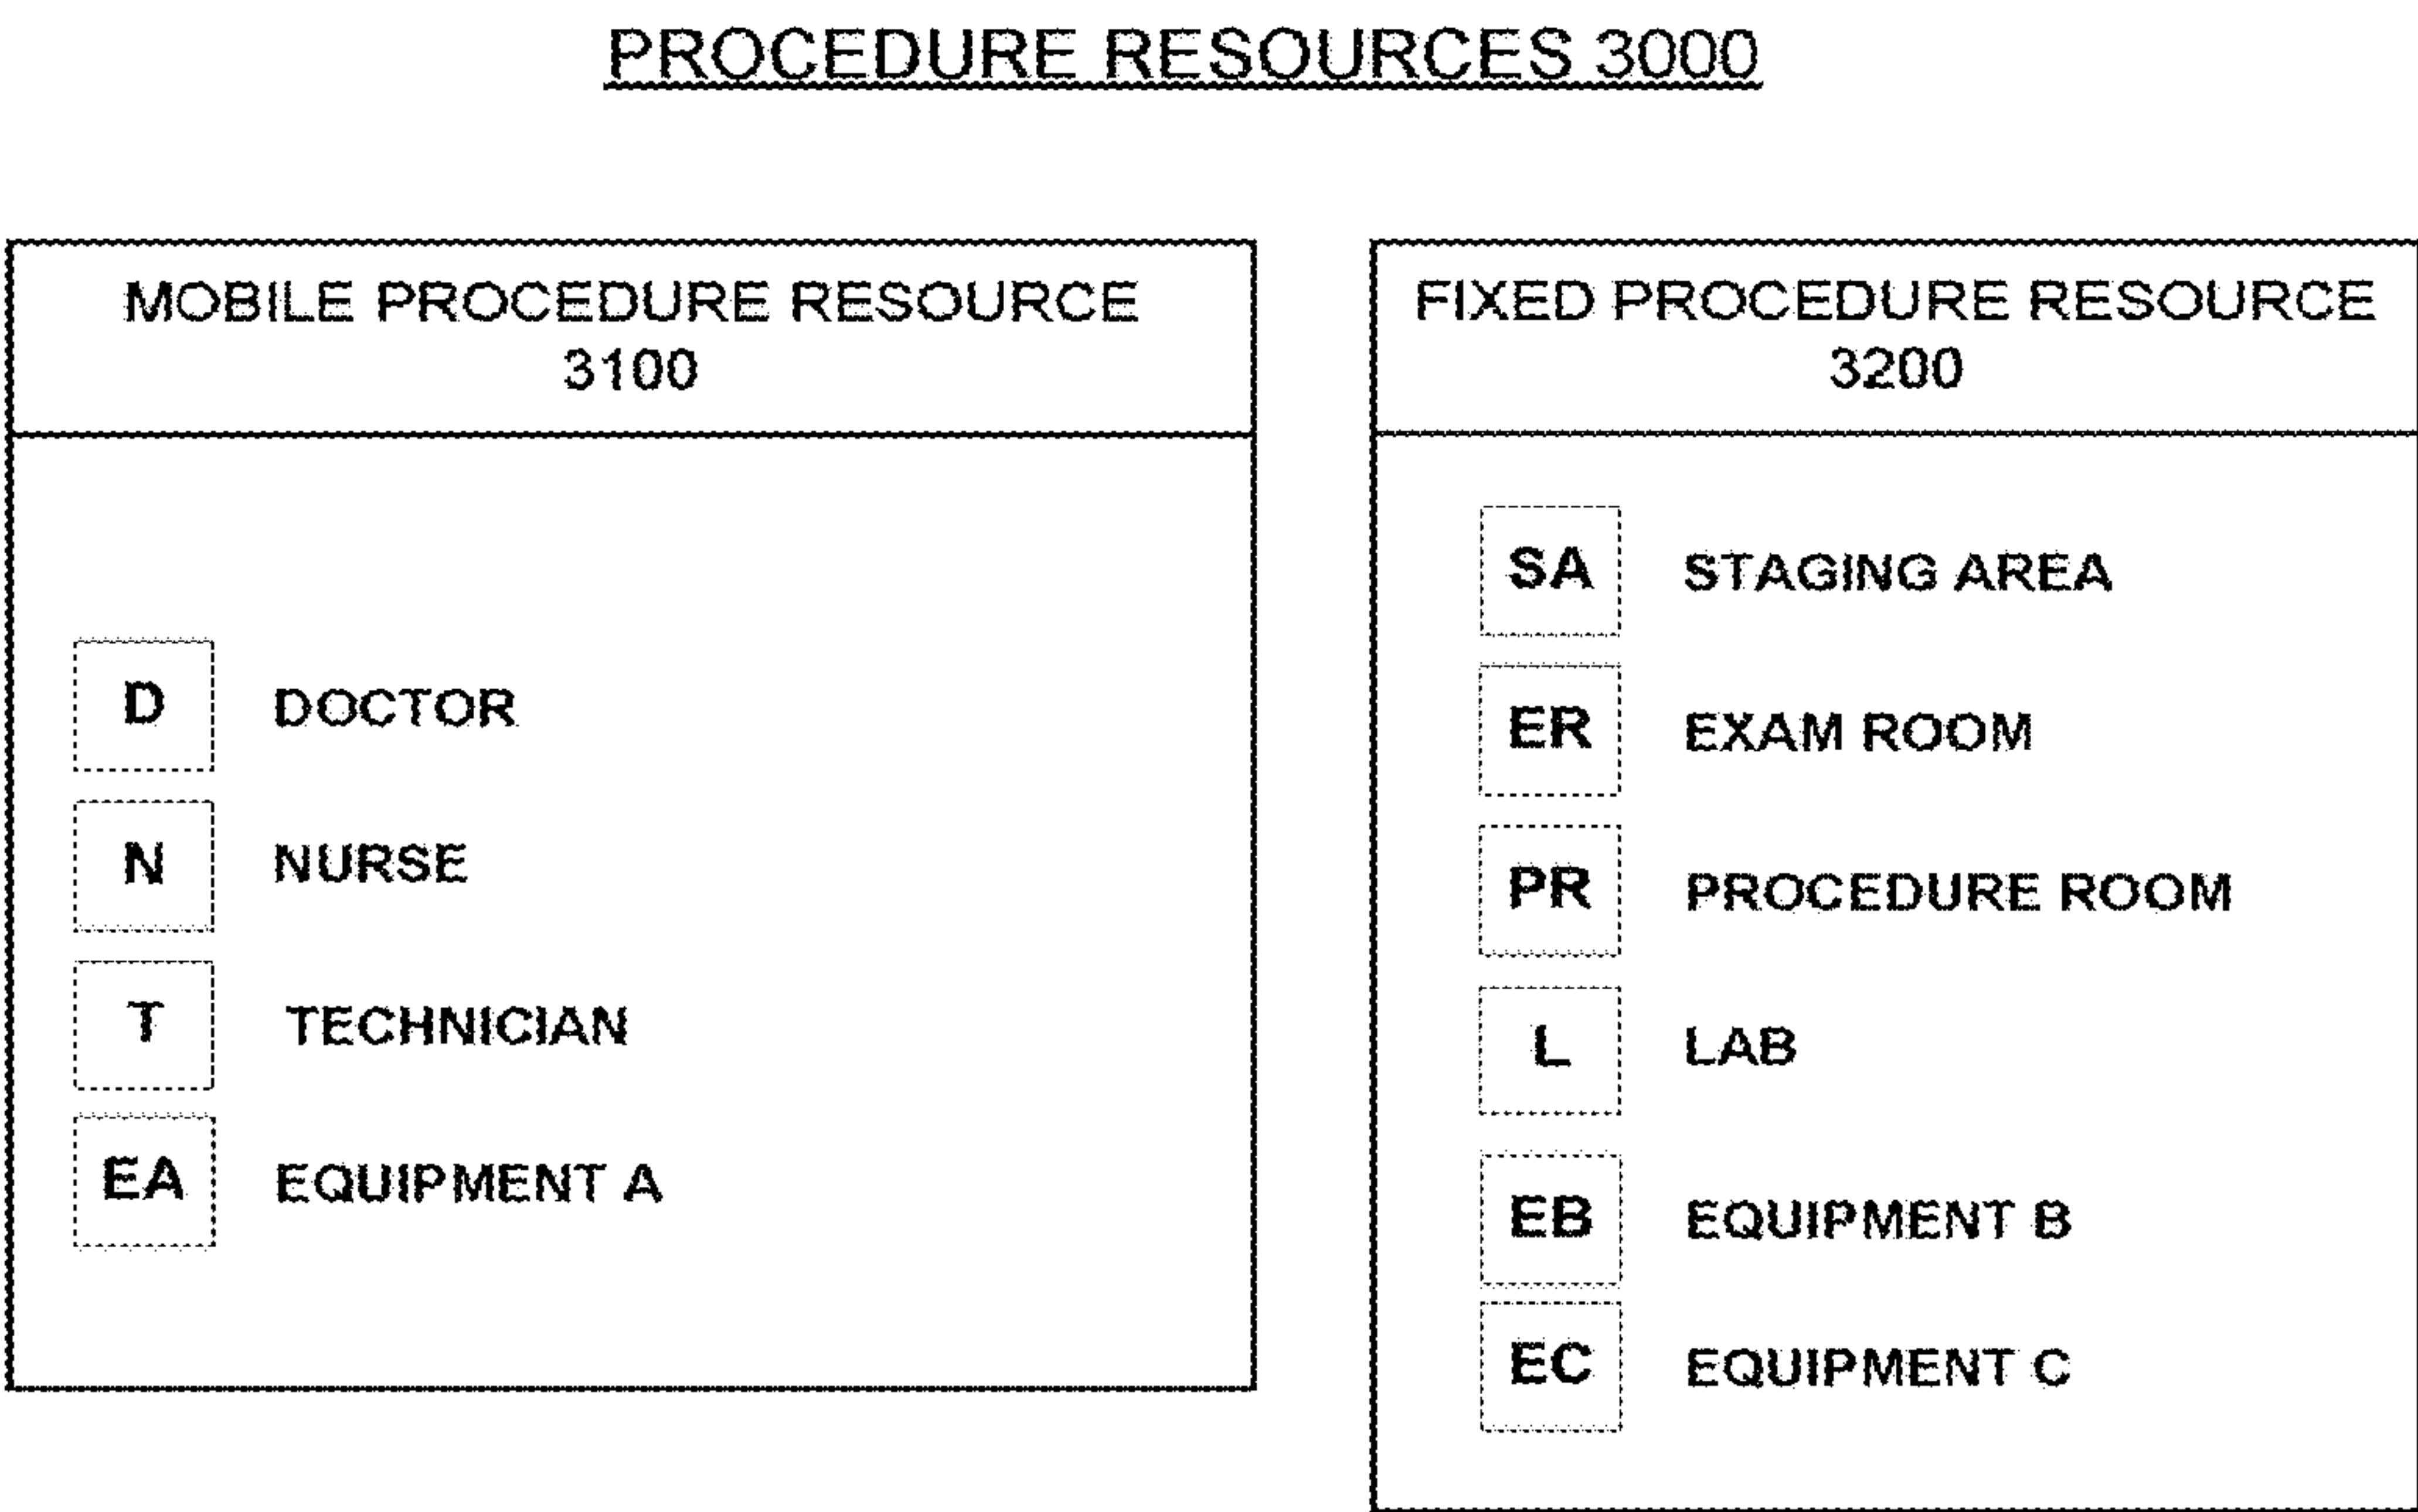 PROCEDURE RESOURCES 3000
MOBILE PROCEDURE RESOURCE
3100
D DOCTOR
N NURSE
T TECHNICIAN
EA EQUIPMENT A
FIXED PROCEDURE RESOURCE
3200
SA STAGING AREA
ER EXAM ROOM
PR PROCEDURE ROOM
L LAB
EB EQUIPMENT B
EC EQUIPMENT C